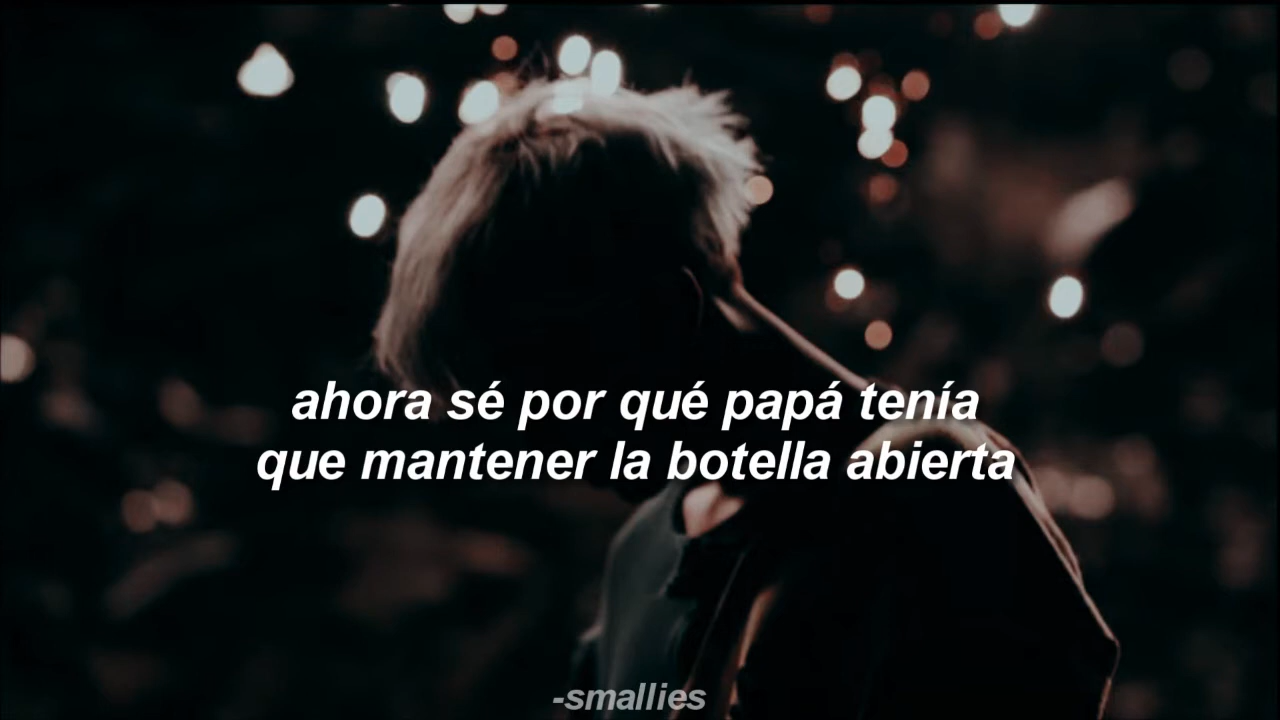 ahora sé por qué papá tenía
que mantener la botella abierta
-smallies